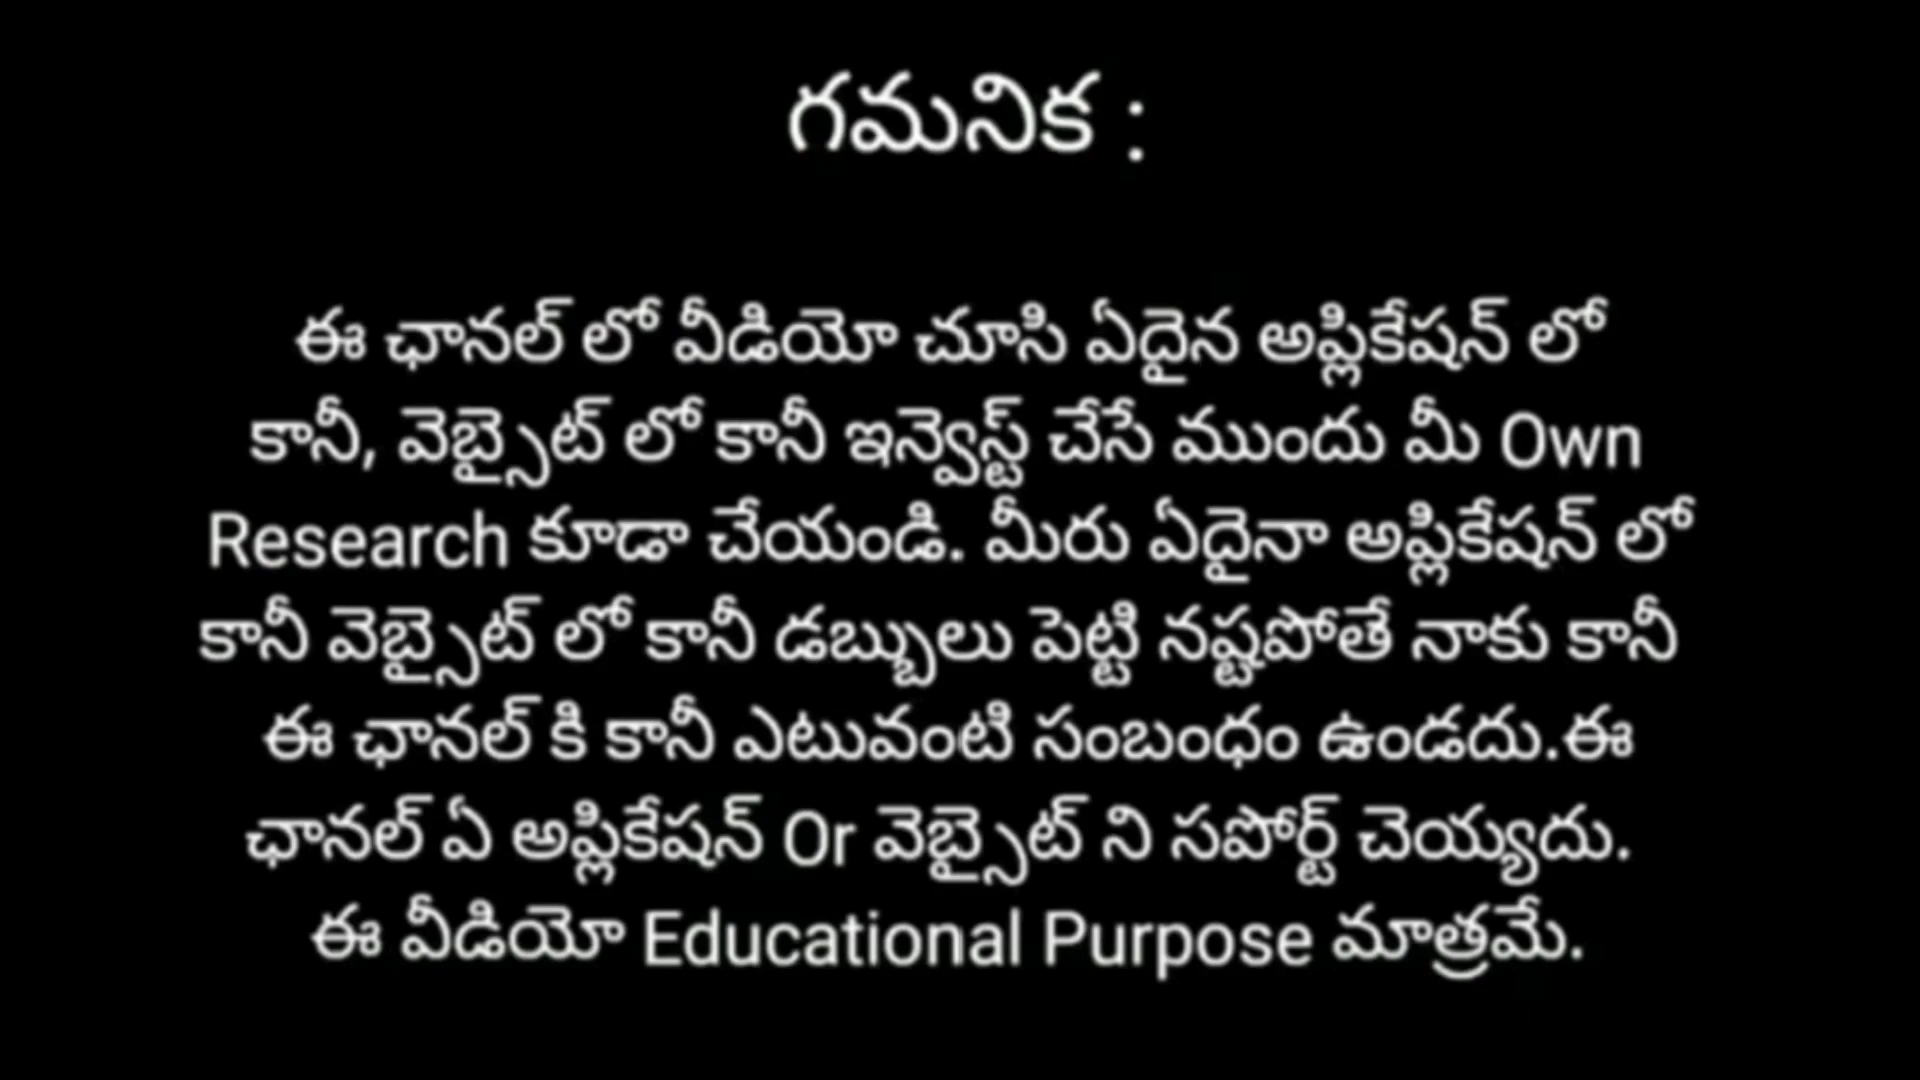 గమనిక :
ఈ ఛానల్ లో వీడియో చూసి ఏదైన అప్లికేషన్ లో
కానీ, వెబ్సైట్ లో కానీ ఇన్వెస్ట్ చేసే ముందు మీ Own
Research కూడా చేయండి. మీరు ఏదైనా అప్లికేషన్ లో
కానీ వెబ్సైట్ లో కానీ డబ్బులు పెట్టి నష్టపోతే నాకు కానీ
ఈ ఛానల్ కి కానీ ఎటువంటి సంబంధం ఉండదు.ఈ
ఛానల్ ఏ అప్లికేషన్ Or వెబ్సైట్ ని సపోర్ట్ చెయ్యదు.
ఈ వీడియో Educational Purpose మాత్రమే.